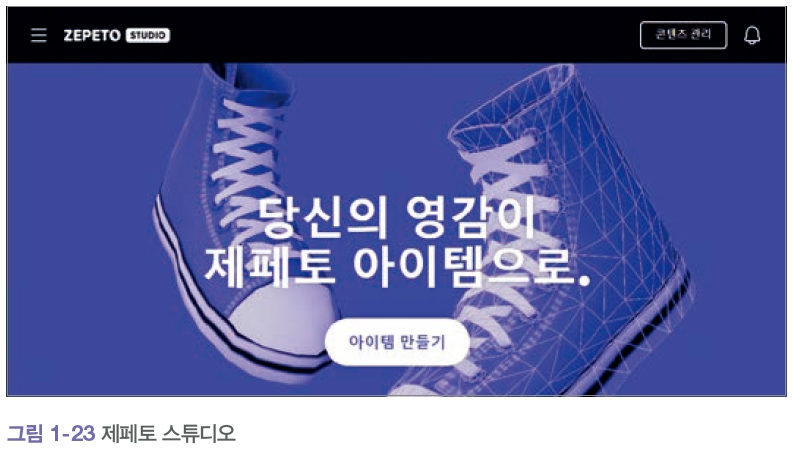 ZEPETO STUDIO
콘텐츠 관리
당신의 영감이
제페토 아이템으로.
아이템 만들기
그림 1-23 제페토 스튜디오